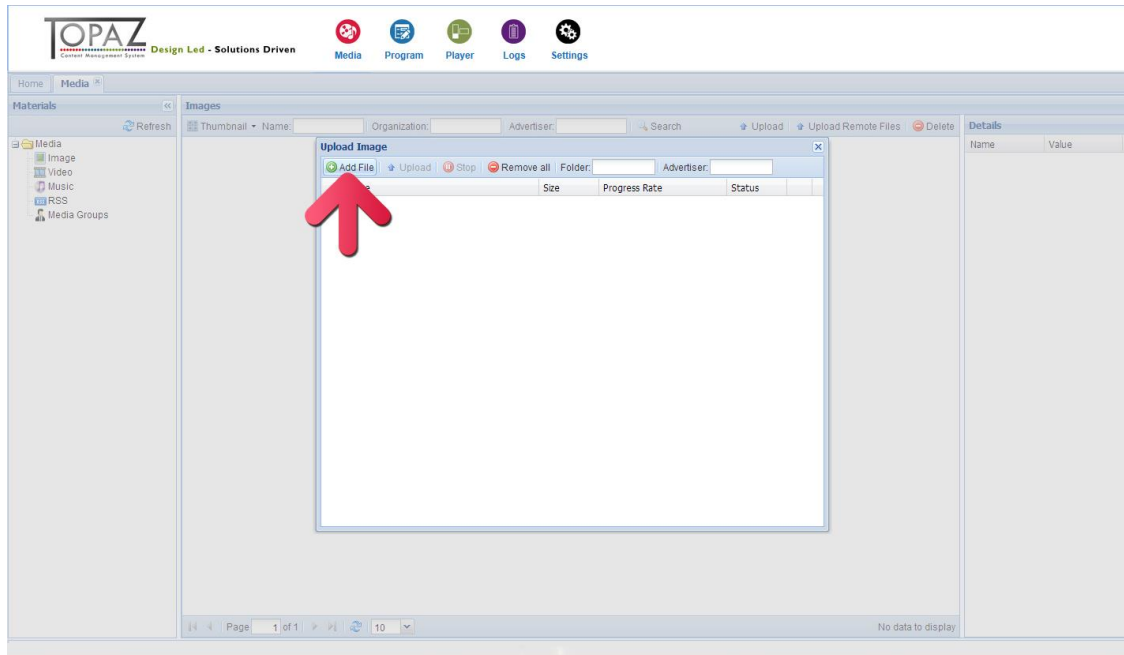 TOPAZ
Content Management System
Design Led - Solutions Driven
Media Program Player Logs Settings
Home Media
Materials
Refresh
Media
Image
Video
Music
RSS
Media Groups
Images
Thumbnail Name: Organization: Advertiser: Search Upload Upload Remote Files Delete
Upload Image
Add File Upload Stop Remove all Folder: Advertiser:
Size Progress Rate Status
Page 1 of 1 10 No data to display
Details
Name Value